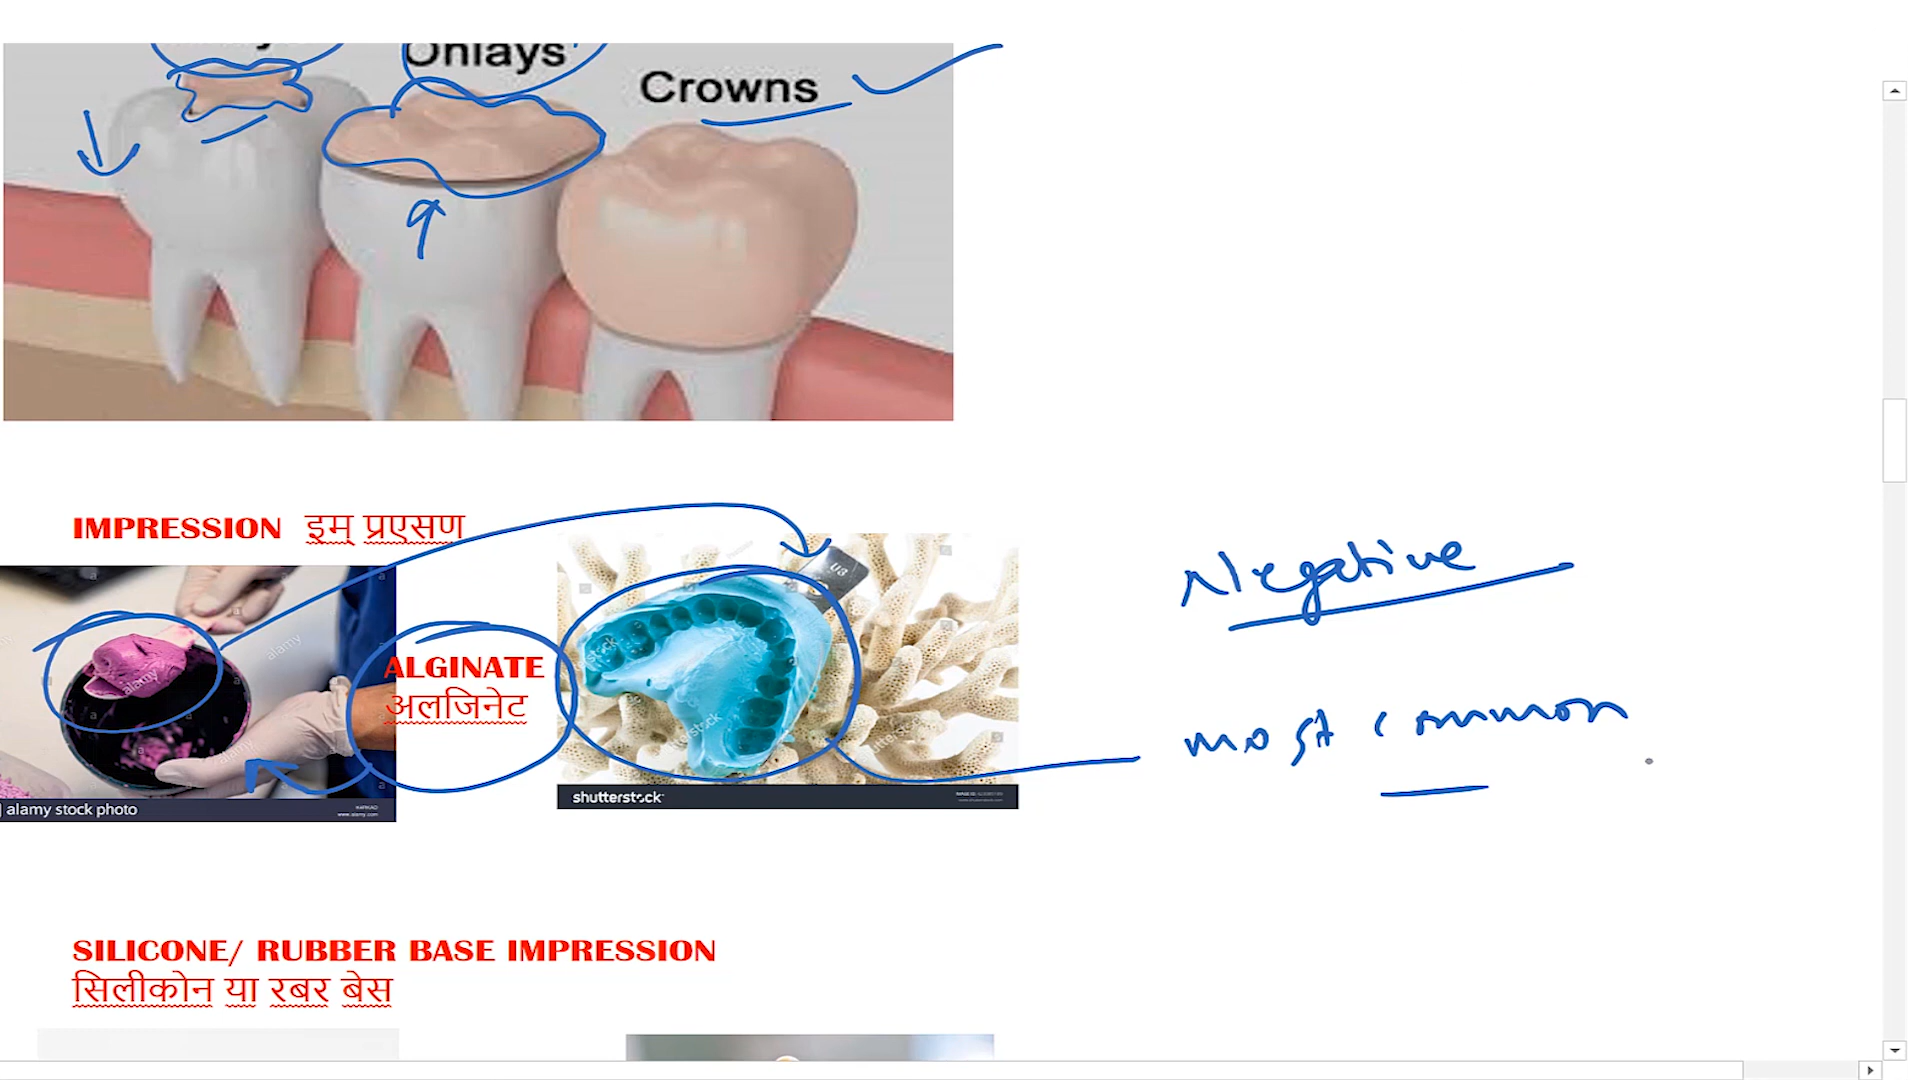 Onlays
Crowns
IMPRESSION इम् प्रएसण
Negative
U3
ALGINATE
अलजिनेट
most common
alamy stock photo
shutterstock
SILICONE/ RUBBER BASE IMPRESSION
सिलीकोन या रबर बेस